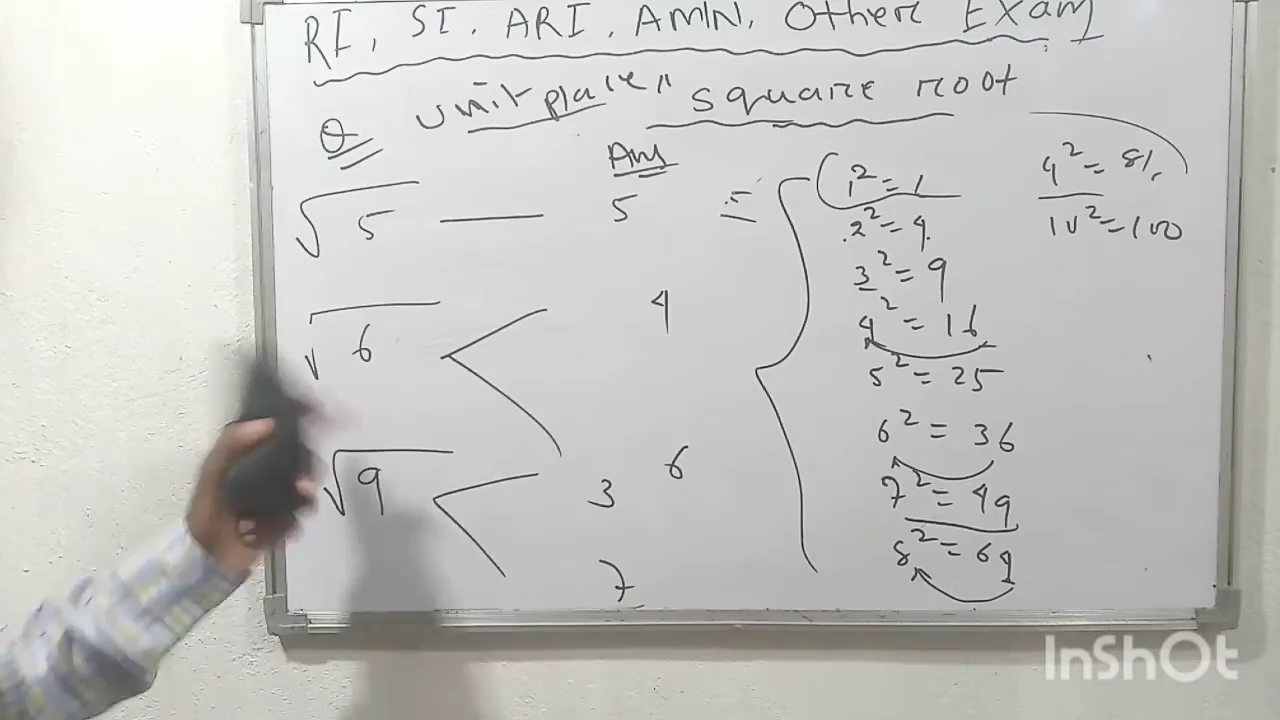 RI, SI, ARI, AMIN, Other Exam
Q unit place" square root
Ans
√5 — 5 =
√6 < 4
6
√9 < 3
7
1² = 1
2² = 4
3² = 9
4² = 16
5² = 25
6² = 36
7² = 49
8² = 64
9² = 81
10² = 100
InShOt